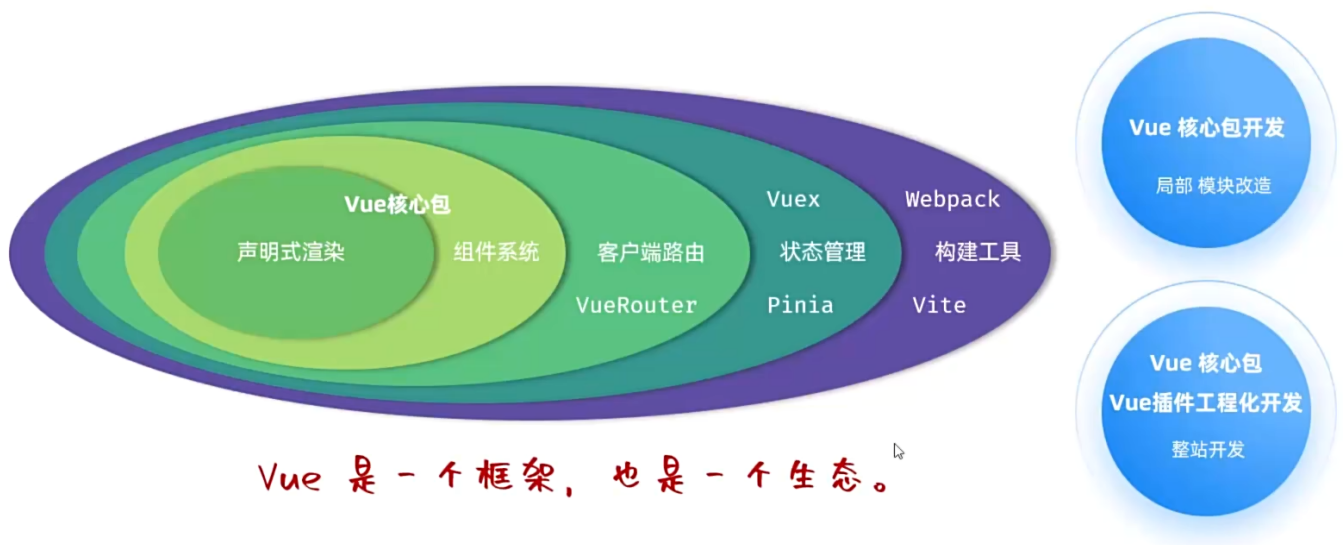 Vue核心包
声明式渲染
组件系统
客户端路由
VueRouter
Vuex
状态管理
Pinia
Webpack
构建工具
Vite
Vue 是一个框架，也是一个生态。
Vue 核心包开发
局部 模块改造
Vue 核心包
Vue插件工程化开发
整站开发